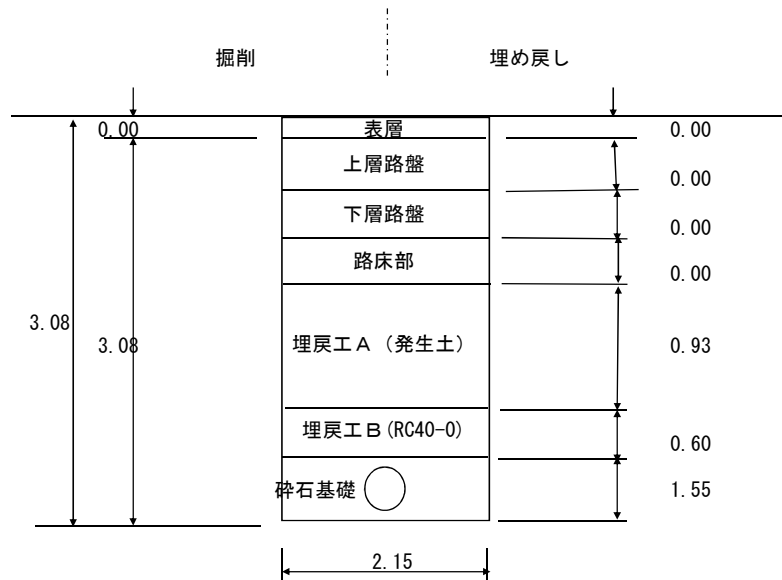 掘削
埋め戻し
0.00
表層
0.00
上層路盤
0.00
下層路盤
0.00
路床部
0.00
3.08
3.08
埋戻工A（発生土）
0.93
埋戻工B(RC40-0)
0.60
砕石基礎
1.55
2.15